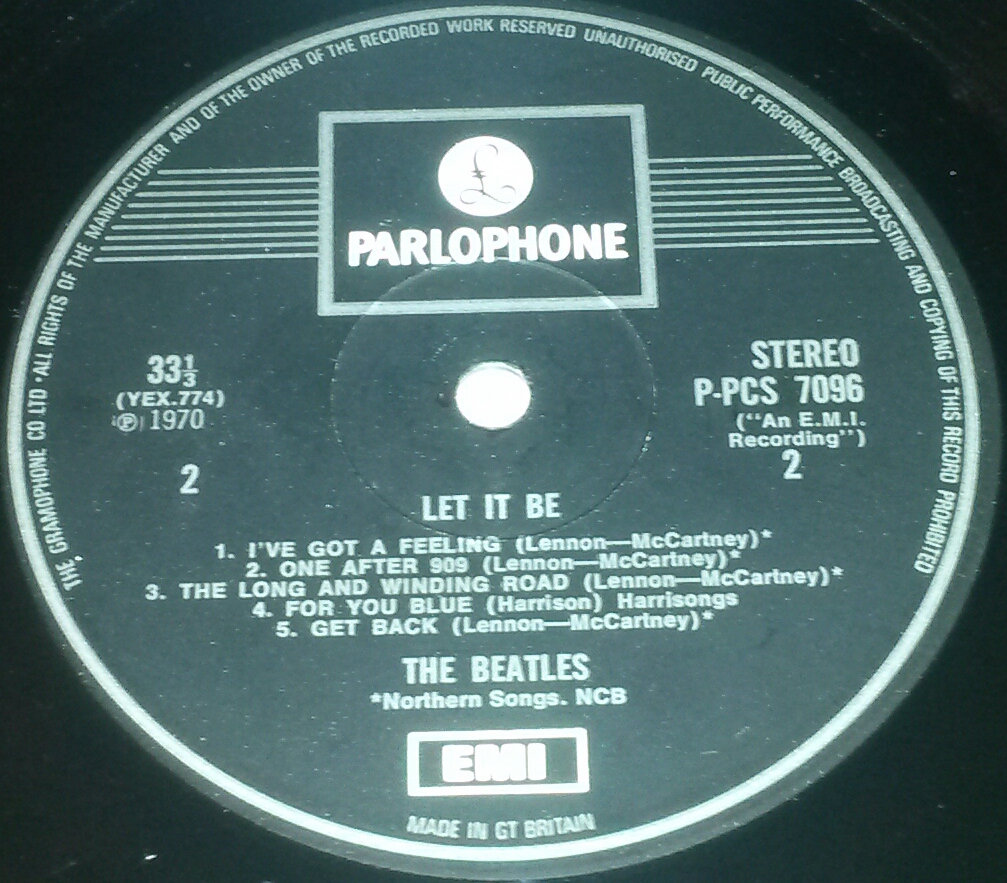 THE GRAMOPHONE CO LTD · ALL RIGHTS OF THE MANUFACTURER AND OF THE OWNER OF THE RECORDED WORK RESERVED UNAUTHORISED PUBLIC PERFORMANCE BROADCASTING AND COPYING OF THIS RECORD PROHIBITED
£
PARLOPHONE
33⅓
(YEX.774)
℗ 1970
2
STEREO
P-PCS 7096
("An E.M.I.
Recording")
2
LET IT BE
1. I'VE GOT A FEELING (Lennon—McCartney)*
2. ONE AFTER 909 (Lennon—McCartney)*
3. THE LONG AND WINDING ROAD (Lennon—McCartney)*
4. FOR YOU BLUE (Harrison) Harrisongs
5. GET BACK (Lennon—McCartney)*
THE BEATLES
*Northern Songs. NCB
EMI
MADE IN GT BRITAIN